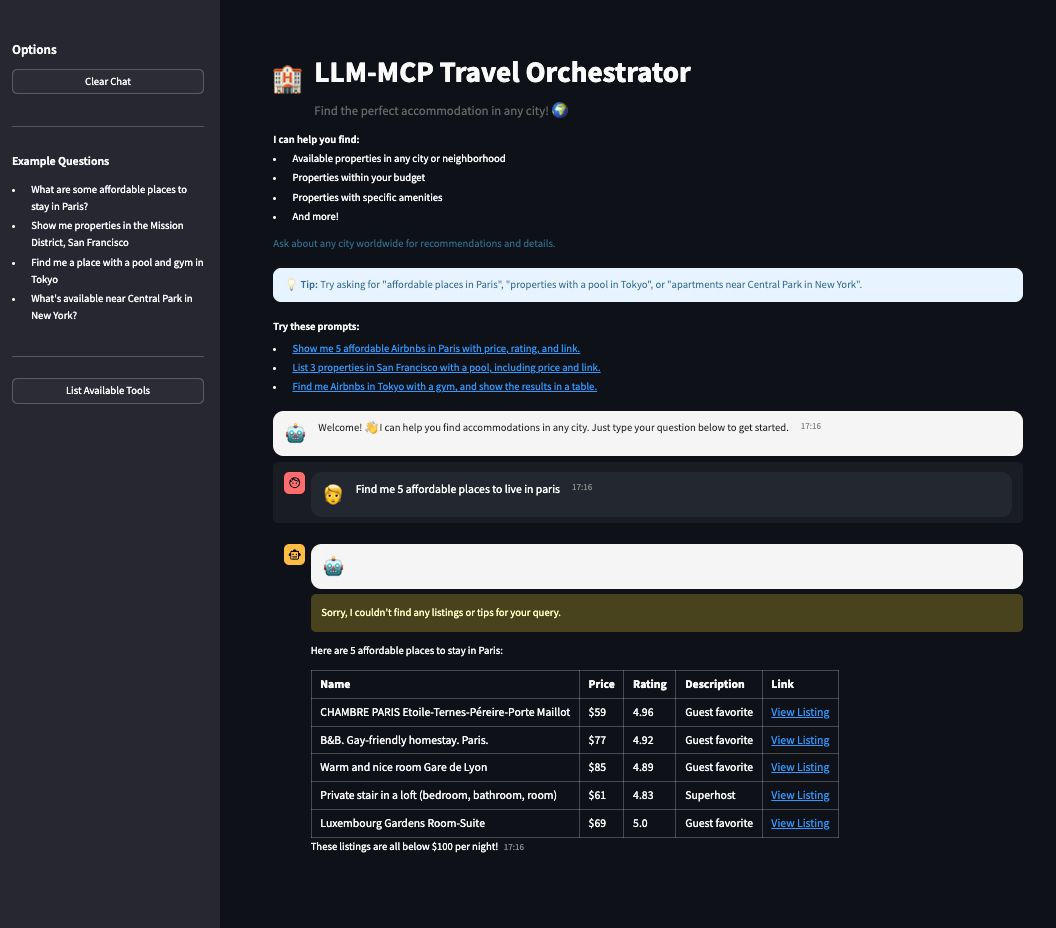 Options
Clear Chat
Example Questions
• What are some affordable places to
stay in Paris?
• Show me properties in the Mission
District, San Francisco
• Find me a place with a pool and gym in
Tokyo
• What's available near Central Park in
New York?
List Available Tools
LLM-MCP Travel Orchestrator
Find the perfect accommodation in any city!
I can help you find:
• Available properties in any city or neighborhood
• Properties within your budget
• Properties with specific amenities
• And more!
Ask about any city worldwide for recommendations and details.
Tip: Try asking for "affordable places in Paris", "properties with a pool in Tokyo", or "apartments near Central Park in New York".
Try these prompts:
• Show me 5 affordable Airbnbs in Paris with price, rating, and link.
• List 3 properties in San Francisco with a pool, including price and link.
• Find me Airbnbs in Tokyo with a gym, and show the results in a table.
Welcome! 👋 I can help you find accommodations in any city. Just type your question below to get started. 17:16
Find me 5 affordable places to live in paris 17:16
Sorry, I couldn't find any listings or tips for your query.
Here are 5 affordable places to stay in Paris:
Name Price Rating Description Link
CHAMBRE PARIS Etoile-Ternes-Péreire-Porte Maillot $59 4.96 Guest favorite View Listing
B&B. Gay-friendly homestay. Paris. $77 4.92 Guest favorite View Listing
Warm and nice room Gare de Lyon $85 4.89 Guest favorite View Listing
Private stair in a loft (bedroom, bathroom, room) $61 4.83 Superhost View Listing
Luxembourg Gardens Room-Suite $69 5.0 Guest favorite View Listing
These listings are all below $100 per night! 17:16